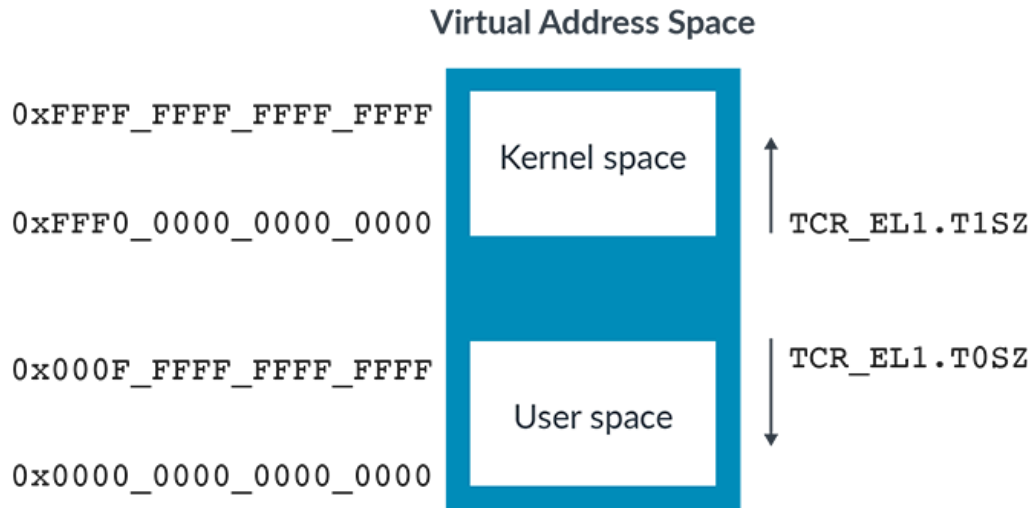 Virtual Address Space
0xFFFF_FFFF_FFFF_FFFF
Kernel space
0xFFF0_0000_0000_0000
TCR_EL1.T1SZ
0x000F_FFFF_FFFF_FFFF
TCR_EL1.T0SZ
User space
0x0000_0000_0000_0000